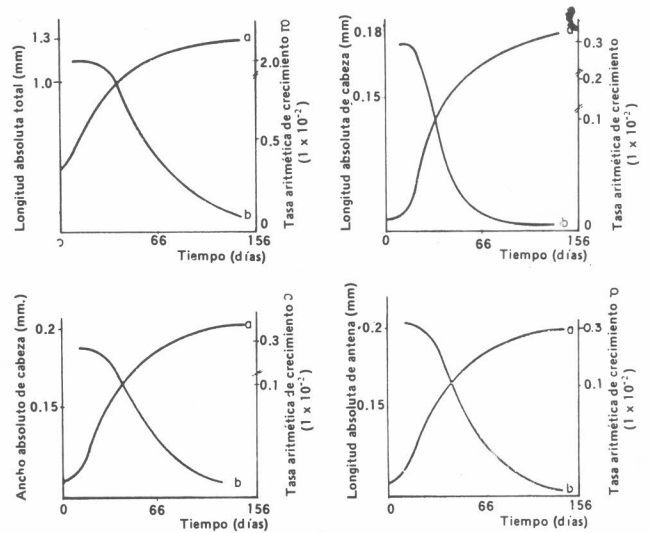 Longitud absoluta total (mm)
1.3
1.0
a
b
2.0
0.5
0
Tasa aritmética de crecimiento
(1 x 10⁻²)
0
66
156
Tiempo (días)
Longitud absoluta de cabeza (mm)
0.18
0.15
a
b
0.3
0.2
0.1
0
Tasa aritmética de crecimiento
(1 x 10⁻²)
0
66
156
Tiempo (días)
Ancho absoluto de cabeza (mm.)
0.2
0.15
a
b
0.3
0.1
Tasa aritmética de crecimiento
(1 x 10⁻²)
0
66
156
Tiempo (días)
Longitud absoluta de antena (mm)
0.2
0.15
a
b
0.3
0.1
Tasa aritmética de crecimiento
(1 x 10⁻²)
0
66
156
Tiempo (días)